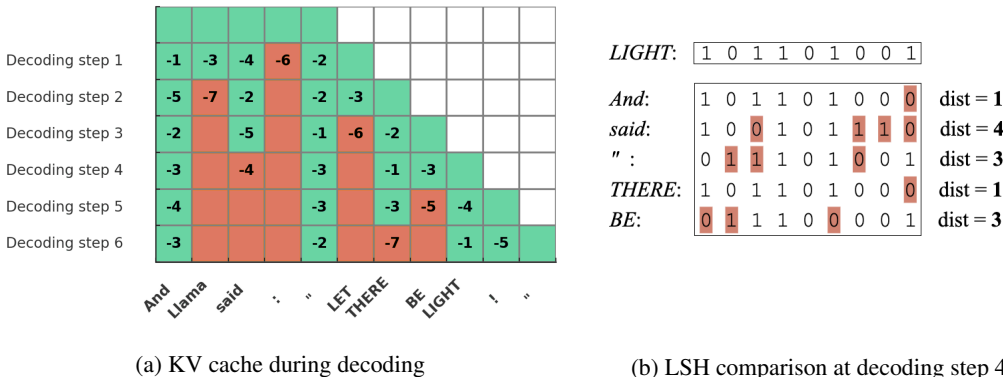 Decoding step 1 -1 -3 -4 -6 -2
Decoding step 2 -5 -7 -2 -2 -3
Decoding step 3 -2 -5 -1 -6 -2
Decoding step 4 -3 -4 -3 -1 -3
Decoding step 5 -4 -3 -3 -5 -4
Decoding step 6 -3 -2 -7 -1 -5
And Llama said : " LET THERE BE LIGHT ! "
(a) KV cache during decoding
LIGHT: 1 0 1 1 0 1 0 0 1
And: 1 0 1 1 0 1 0 0 0 dist = 1
said: 1 0 0 1 0 1 1 1 0 dist = 4
" : 0 1 1 1 0 1 0 0 1 dist = 3
THERE: 1 0 1 1 0 1 0 0 0 dist = 1
BE: 0 1 1 1 0 0 0 0 1 dist = 3
(b) LSH comparison at decoding step 4